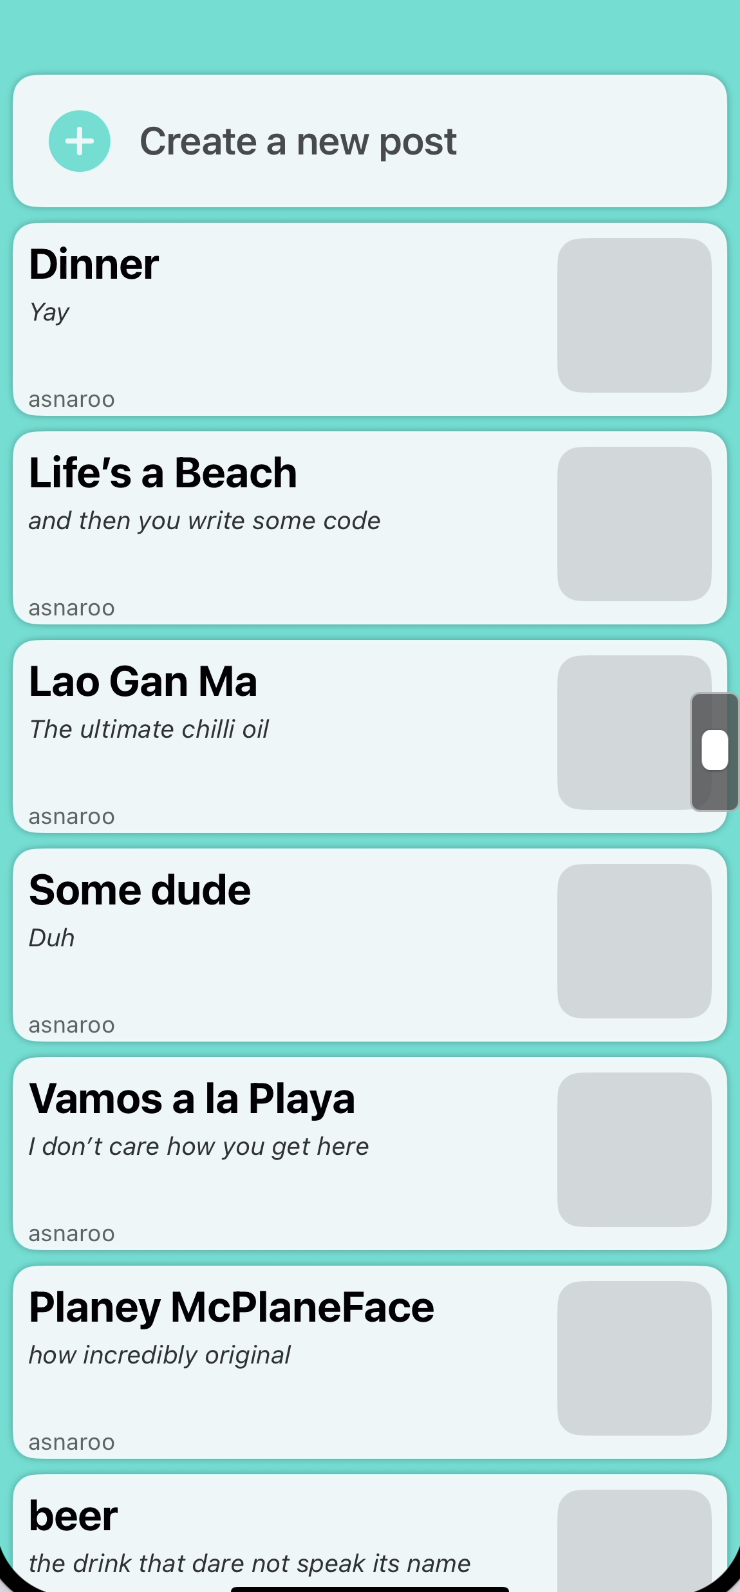 Create a new post
Dinner
Yay
asnaroo
Life’s a Beach
and then you write some code
asnaroo
Lao Gan Ma
The ultimate chilli oil
asnaroo
Some dude
Duh
asnaroo
Vamos a la Playa
I don’t care how you get here
asnaroo
Planey McPlaneFace
how incredibly original
asnaroo
beer
the drink that dare not speak its name